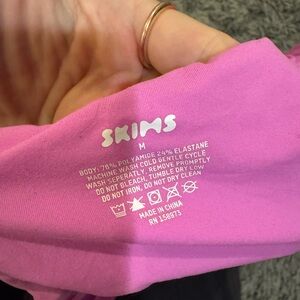 SKIMS
M
BODY: 76% POLYAMIDE 24% ELASTANE
MACHINE WASH COLD GENTLE CYCLE
WASH SEPERATLY. REMOVE PROMPTLY
DO NOT BLEACH, TUMBLE DRY LOW
DO NOT IRON, DO NOT DRY CLEAN
MADE IN CHINA
RN 158973